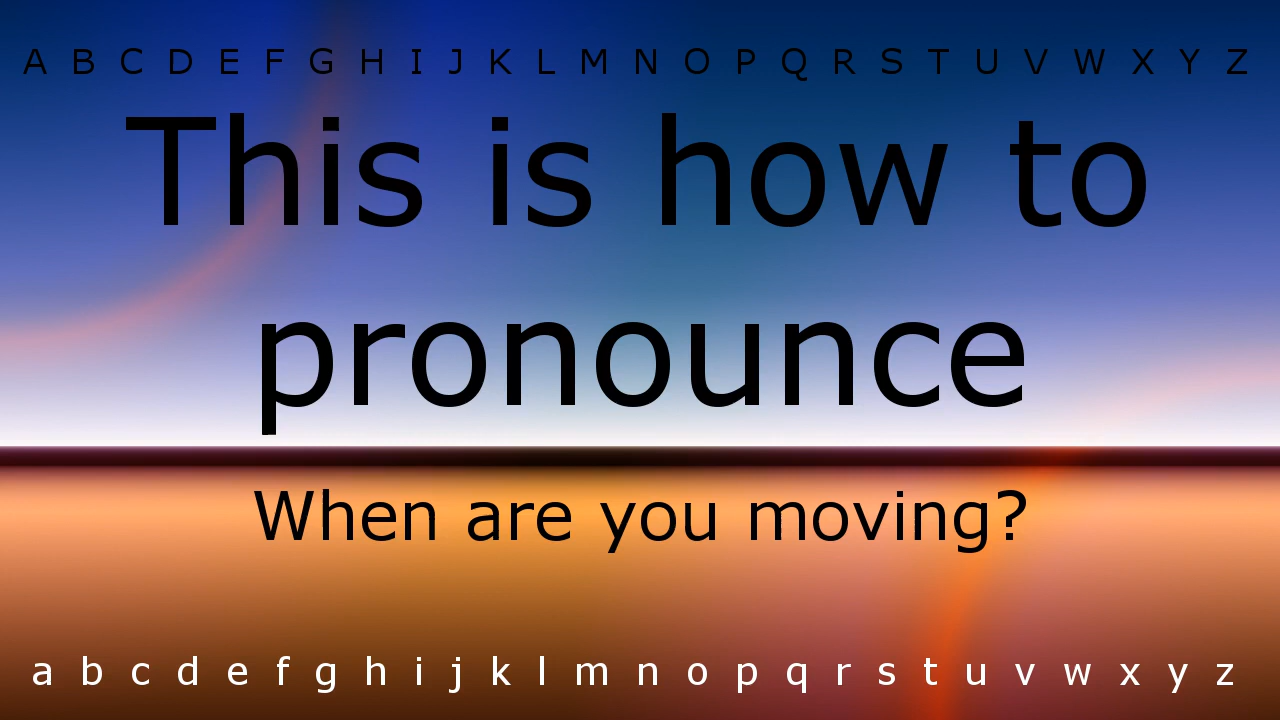 A B C D E F G H I J K L M N O P Q R S T U V W X Y Z
This is how to
pronounce
When are you moving?
a b c d e f g h i j k l m n o p q r s t u v w x y z